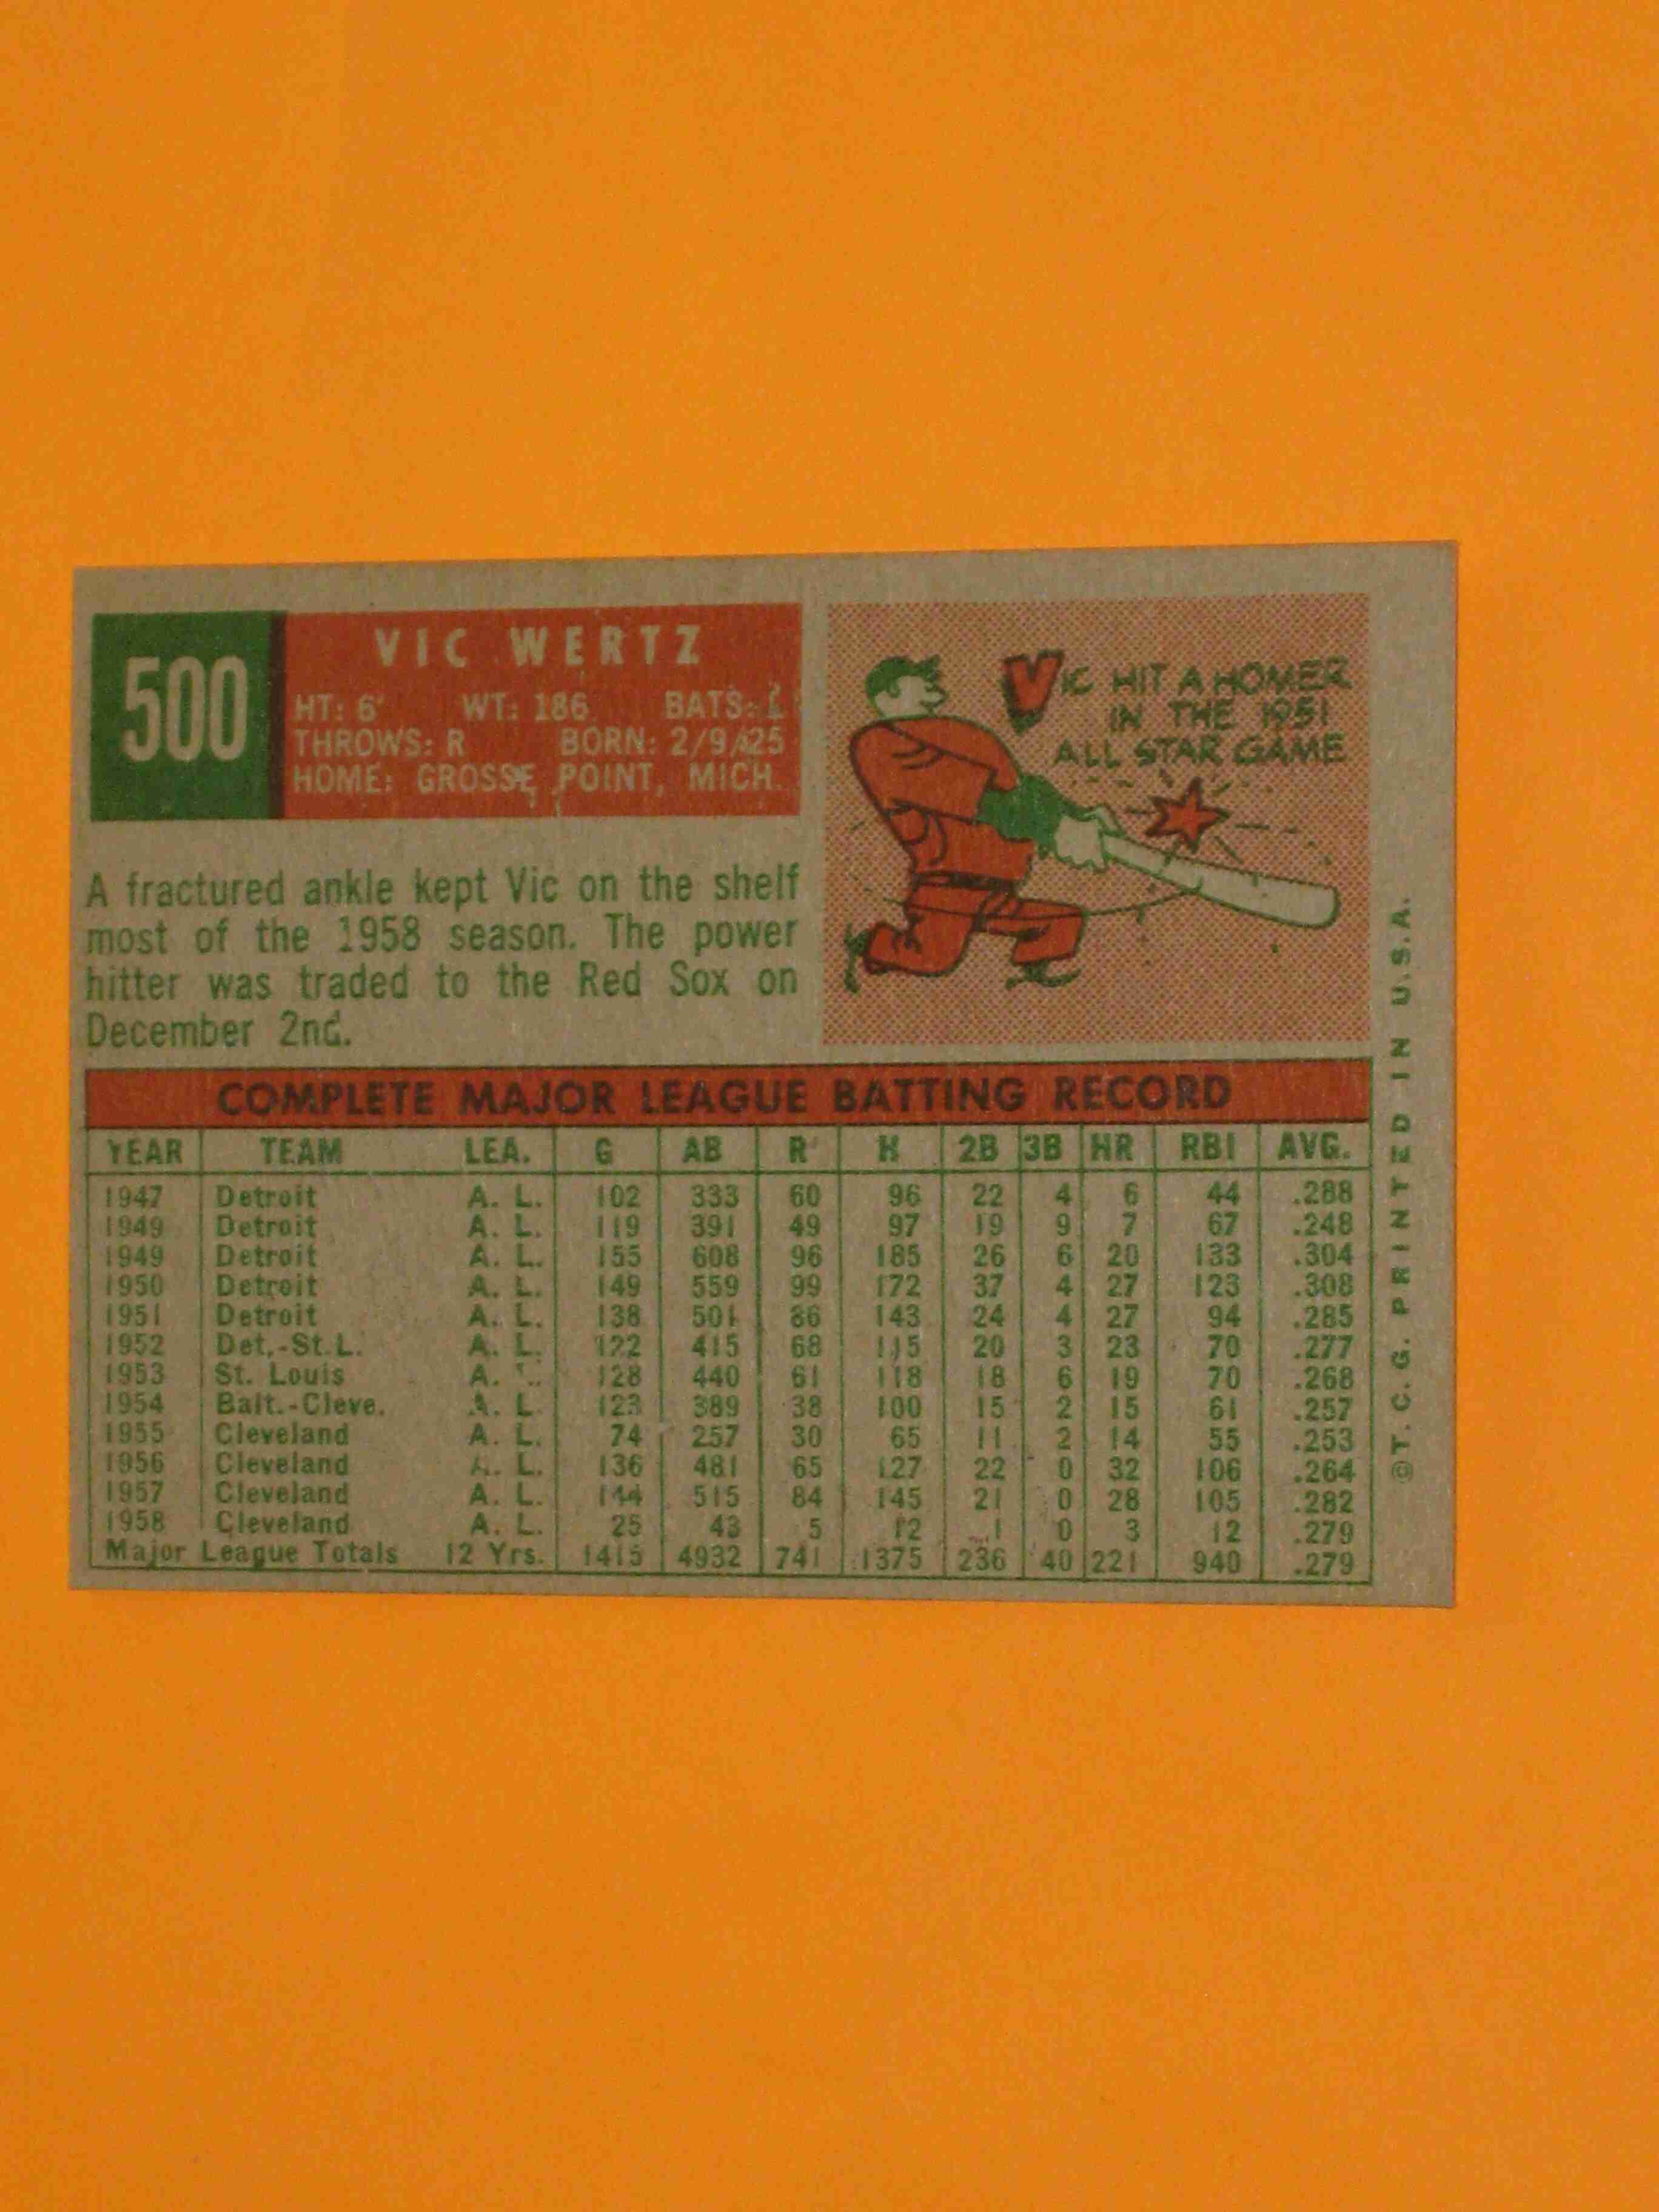 500
VIC WERTZ
HT: 6' WT: 186 BATS: L
THROWS: R BORN: 2/9/25
HOME: GROSSE POINT, MICH.
VIC HIT A HOMER
IN THE 1951
ALL STAR GAME
A fractured ankle kept Vic on the shelf
most of the 1958 season. The power
hitter was traded to the Red Sox on
December 2nd.
COMPLETE MAJOR LEAGUE BATTING RECORD
YEAR TEAM LEA. G AB R H 2B 3B HR RBI AVG.
1947 Detroit A. L. 102 333 60 96 22 4 6 44 .288
1949 Detroit A. L. 119 391 49 97 19 9 7 67 .248
1949 Detroit A. L. 155 608 96 185 26 6 20 133 .304
1950 Detroit A. L. 149 559 99 172 37 4 27 123 .308
1951 Detroit A. L. 138 501 86 143 24 4 27 94 .285
1952 Det.-St. L. A. L. 122 415 68 115 20 3 23 70 .277
1953 St. Louis A. L. 128 440 61 118 18 6 19 70 .268
1954 Balt.-Cleve. A. L. 123 389 38 100 15 2 15 61 .257
1955 Cleveland A. L. 74 257 30 65 11 2 14 55 .253
1956 Cleveland A. L. 136 481 65 127 22 0 32 106 .264
1957 Cleveland A. L. 144 515 84 145 21 0 28 105 .282
1958 Cleveland A. L. 25 43 5 12 1 0 3 12 .279
Major League Totals 12 Yrs. 1415 4932 741 1375 236 40 221 940 .279
©T. C. G. PRINTED IN U.S.A.